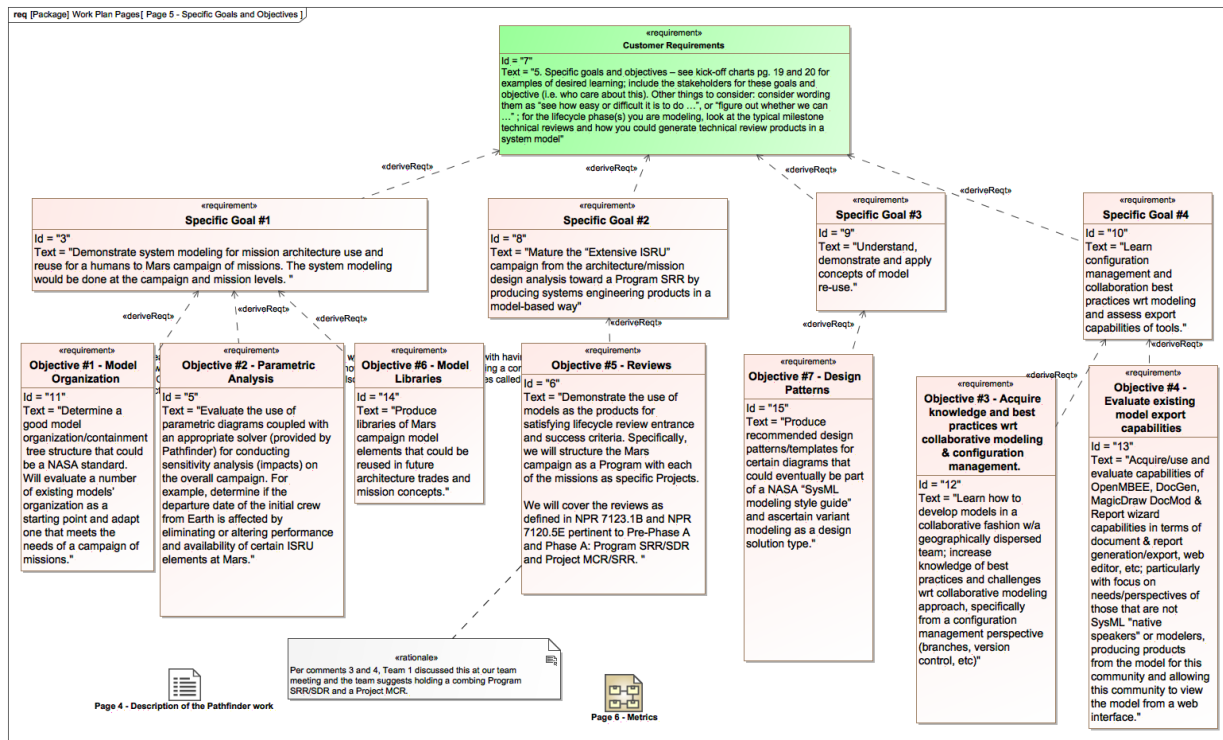 req [Package] Work Plan Pages[ Page 5 - Specific Goals and Objectives ]
«requirement»
Customer Requirements
Id = "7"
Text = "5. Specific goals and objectives – see kick-off charts pg. 19 and 20 for
examples of desired learning; include the stakeholders for these goals and
objective (i.e. who care about this). Other things to consider: consider wording
them as "see how easy or difficult it is to do …", or "figure out whether we can
…" ; for the lifecycle phase(s) you are modeling, look at the typical milestone
technical reviews and how you could generate technical review products in a
system model"
«deriveReqt»
«deriveReqt»
«deriveReqt»
«deriveReqt»
«requirement»
Specific Goal #1
Id = "3"
Text = "Demonstrate system modeling for mission architecture use and
reuse for a humans to Mars campaign of missions. The system modeling
would be done at the campaign and mission levels. "
«requirement»
Specific Goal #2
Id = "8"
Text = "Mature the "Extensive ISRU"
campaign from the architecture/mission
design analysis toward a Program SRR by
producing systems engineering products in a
model-based way"
«requirement»
Specific Goal #3
Id = "9"
Text = "Understand,
demonstrate and apply
concepts of model
re-use."
«requirement»
Specific Goal #4
Id = "10"
Text = "Learn
configuration
management and
collaboration best
practices wrt modeling
and assess export
capabilities of tools."
«deriveReqt»
«deriveReqt»
«deriveReqt»
«deriveReqt»
«deriveReqt»
«deriveReqt»
«deriveReqt»
«requirement»
Objective #1 - Model
Organization
Id = "11"
Text = "Determine a
good model
organization/containment
tree structure that could
be a NASA standard.
Will evaluate a number
of existing models'
organization as a
starting point and adapt
one that meets the
needs of a campaign of
missions."
«requirement»
Objective #2 - Parametric
Analysis
Id = "5"
Text = "Evaluate the use of
parametric diagrams coupled with
an appropriate solver (provided by
Pathfinder) for conducting
sensitivity analysis (impacts) on
the overall campaign. For
example, determine if the
departure date of the initial crew
from Earth is affected by
eliminating or altering performance
and availability of certain ISRU
elements at Mars."
«requirement»
Objective #6 - Model
Libraries
Id = "14"
Text = "Produce
libraries of Mars
campaign model
elements that could be
reused in future
architecture trades and
mission concepts."
with havin
es called
«requirement»
Objective #5 - Reviews
Id = "6"
Text = "Demonstrate the use of
models as the products for
satisfying lifecycle review entrance
and success criteria. Specifically,
we will structure the Mars
campaign as a Program with each
of the missions as specific Projects.
We will cover the reviews as
defined in NPR 7123.1B and NPR
7120.5E pertinent to Pre-Phase A
and Phase A: Program SRR/SDR
and Project MCR/SRR. "
«requirement»
Objective #7 - Design
Patterns
Id = "15"
Text = "Produce
recommended design
patterns/templates for
certain diagrams that
could eventually be part
of a NASA "SysML
modeling style guide"
and ascertain variant
modeling as a design
solution type."
«requirement»
Objective #3 - Acquire
knowledge and best
practices wrt
collaborative modeling
& configuration
management.
Id = "12"
Text = "Learn how to
develop models in a
collaborative fashion w/a
geographically dispersed
team; increase
knowledge of best
practices and challenges
wrt collaborative modeling
approach, specifically
from a configuration
management perspective
(branches, version
control, etc)"
«requirement»
Objective #4 -
Evaluate existing
model export
capabilities
Id = "13"
Text = "Acquire/use and
evaluate capabilities of
OpenMBEE, DocGen,
MagicDraw DocMod &
Report wizard
capabilities in terms of
document & report
generation/export, web
editor, etc; particularly
with focus on
needs/perspectives of
those that are not
SysML "native
speakers" or modelers,
producing products
from the model for this
community and allowing
this community to view
the model from a web
interface."
«rationale»
Per comments 3 and 4, Team 1 discussed this at our team
meeting and the team suggests holding a combing Program
SRR/SDR and a Project MCR.
Page 4 - Description of the Pathfinder work
Page 6 - Metrics